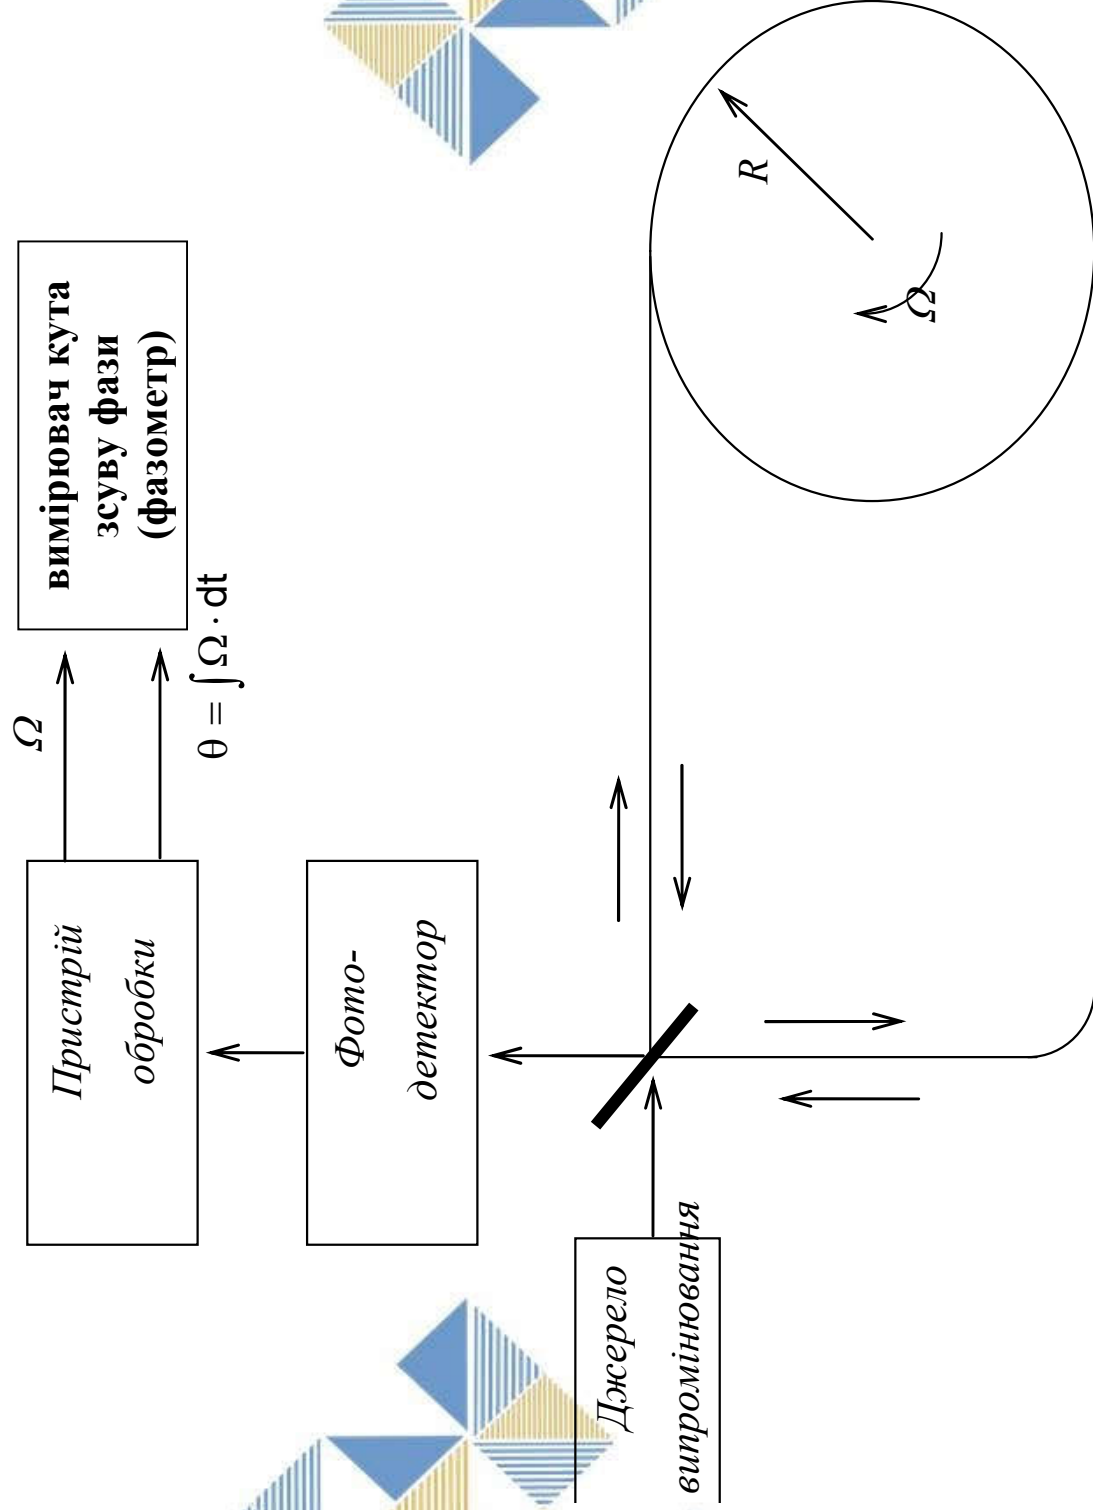 вимірювач кута
зсуву фази
(фазометр)
Ω
θ = ∫ Ω · dt
Пристрій
обробки
Фото-
детектор
Джерело
випромінювання
R
Ω